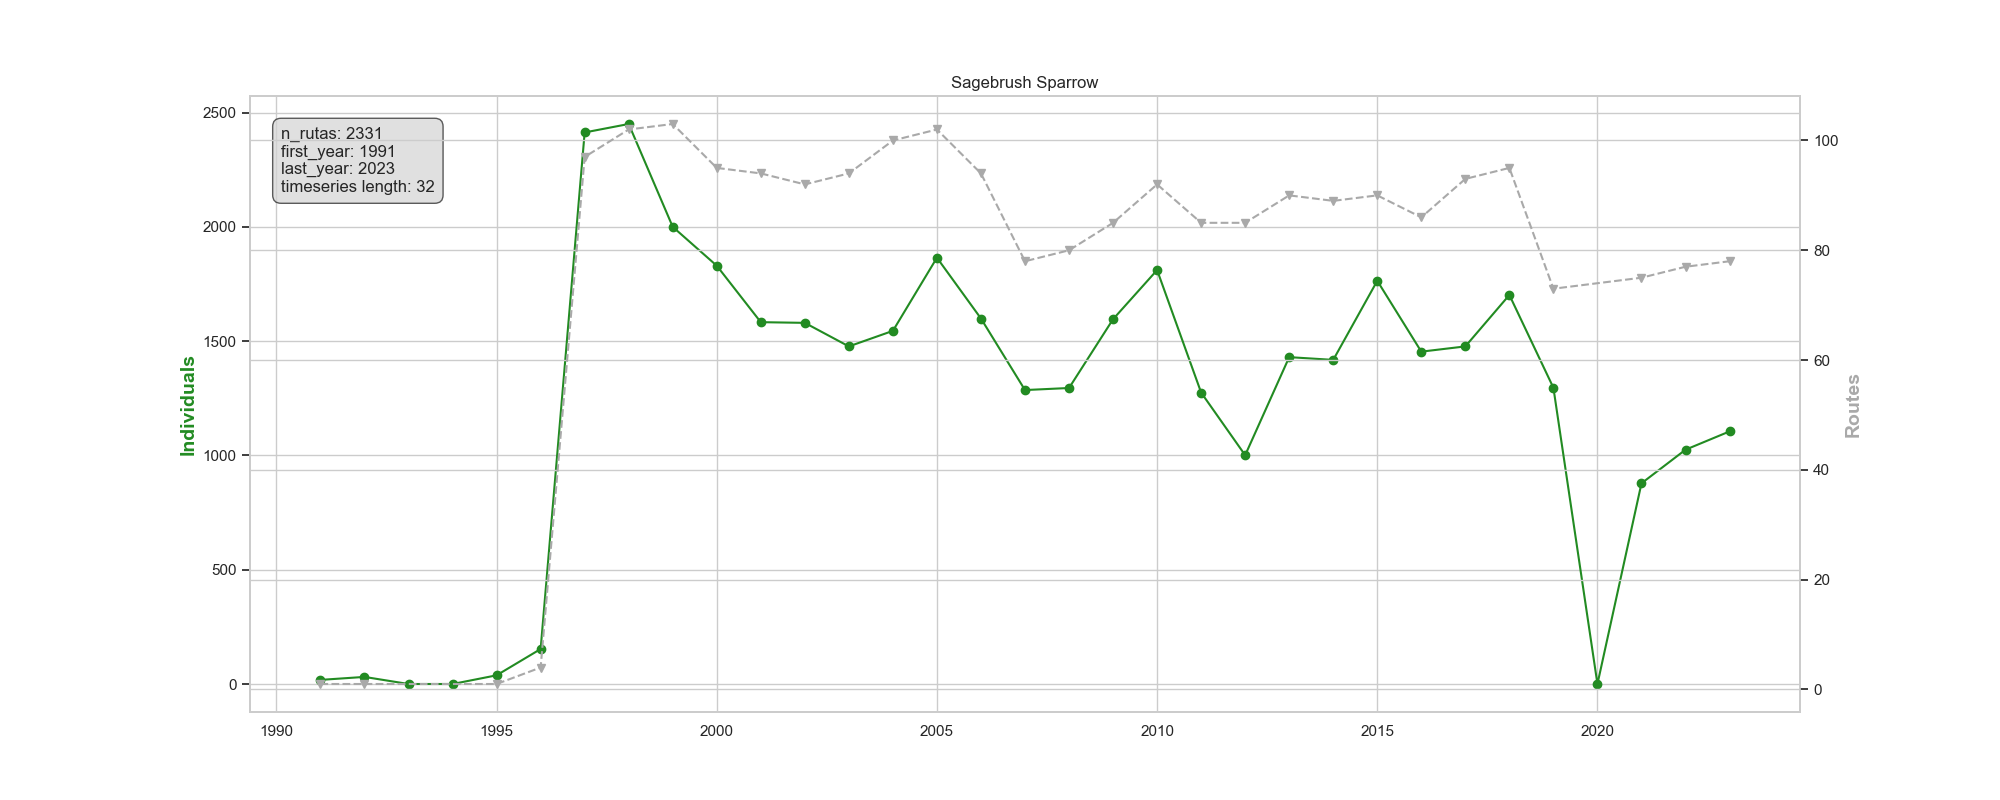 Sagebrush Sparrow
n_rutas: 2331
first_year: 1991
last_year: 2023
timeseries length: 32
2500
2000
1500
1000
500
0
Individuals
100
80
60
40
20
0
Routes
1990
1995
2000
2005
2010
2015
2020